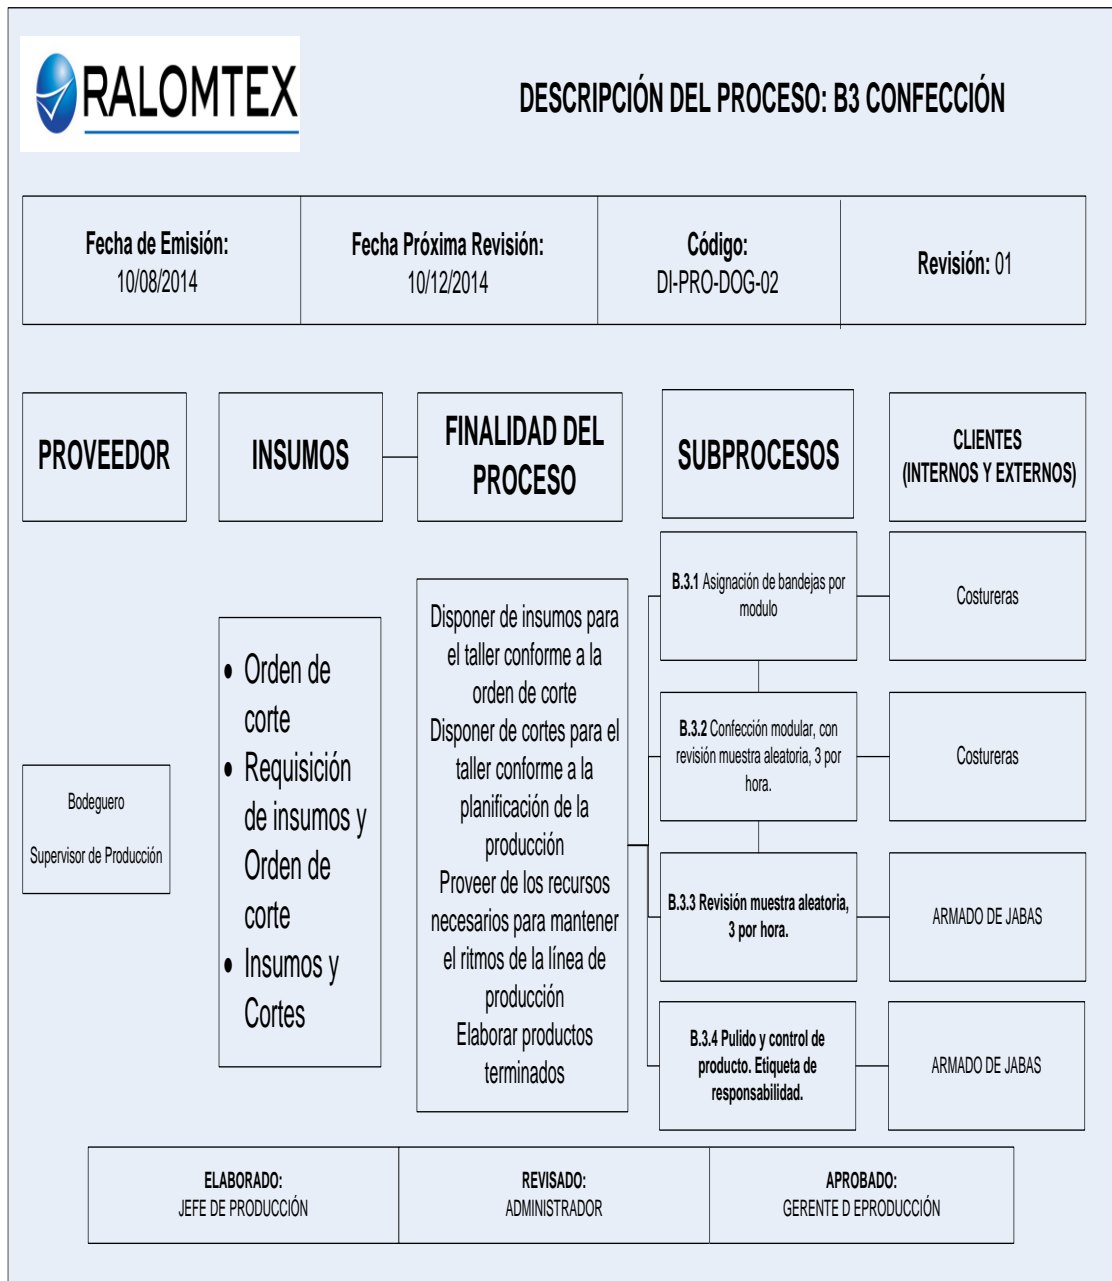 RALOMTEX
DESCRIPCIÓN DEL PROCESO: B3 CONFECCIÓN
Fecha de Emisión:
10/08/2014
Fecha Próxima Revisión:
10/12/2014
Código:
DI-PRO-DOG-02
Revisión: 01
PROVEEDOR
INSUMOS
FINALIDAD DEL
PROCESO
SUBPROCESOS
CLIENTES
(INTERNOS Y EXTERNOS)
Bodeguero
Supervisor de Producción
• Orden de
corte
• Requisición
de insumos y
Orden de
corte
• Insumos y
Cortes
Disponer de insumos para
el taller conforme a la
orden de corte
Disponer de cortes para el
taller conforme a la
planificación de la
producción
Proveer de los recursos
necesarios para mantener
el ritmos de la línea de
producción
Elaborar productos
terminados
B.3.1 Asignación de bandejas por
modulo
Costureras
B.3.2 Confección modular, con
revisión muestra aleatoria, 3 por
hora.
Costureras
B.3.3 Revisión muestra aleatoria,
3 por hora.
ARMADO DE JABAS
B.3.4 Pulido y control de
producto. Etiqueta de
responsabilidad.
ARMADO DE JABAS
ELABORADO:
JEFE DE PRODUCCIÓN
REVISADO:
ADMINISTRADOR
APROBADO:
GERENTE D EPRODUCCIÓN